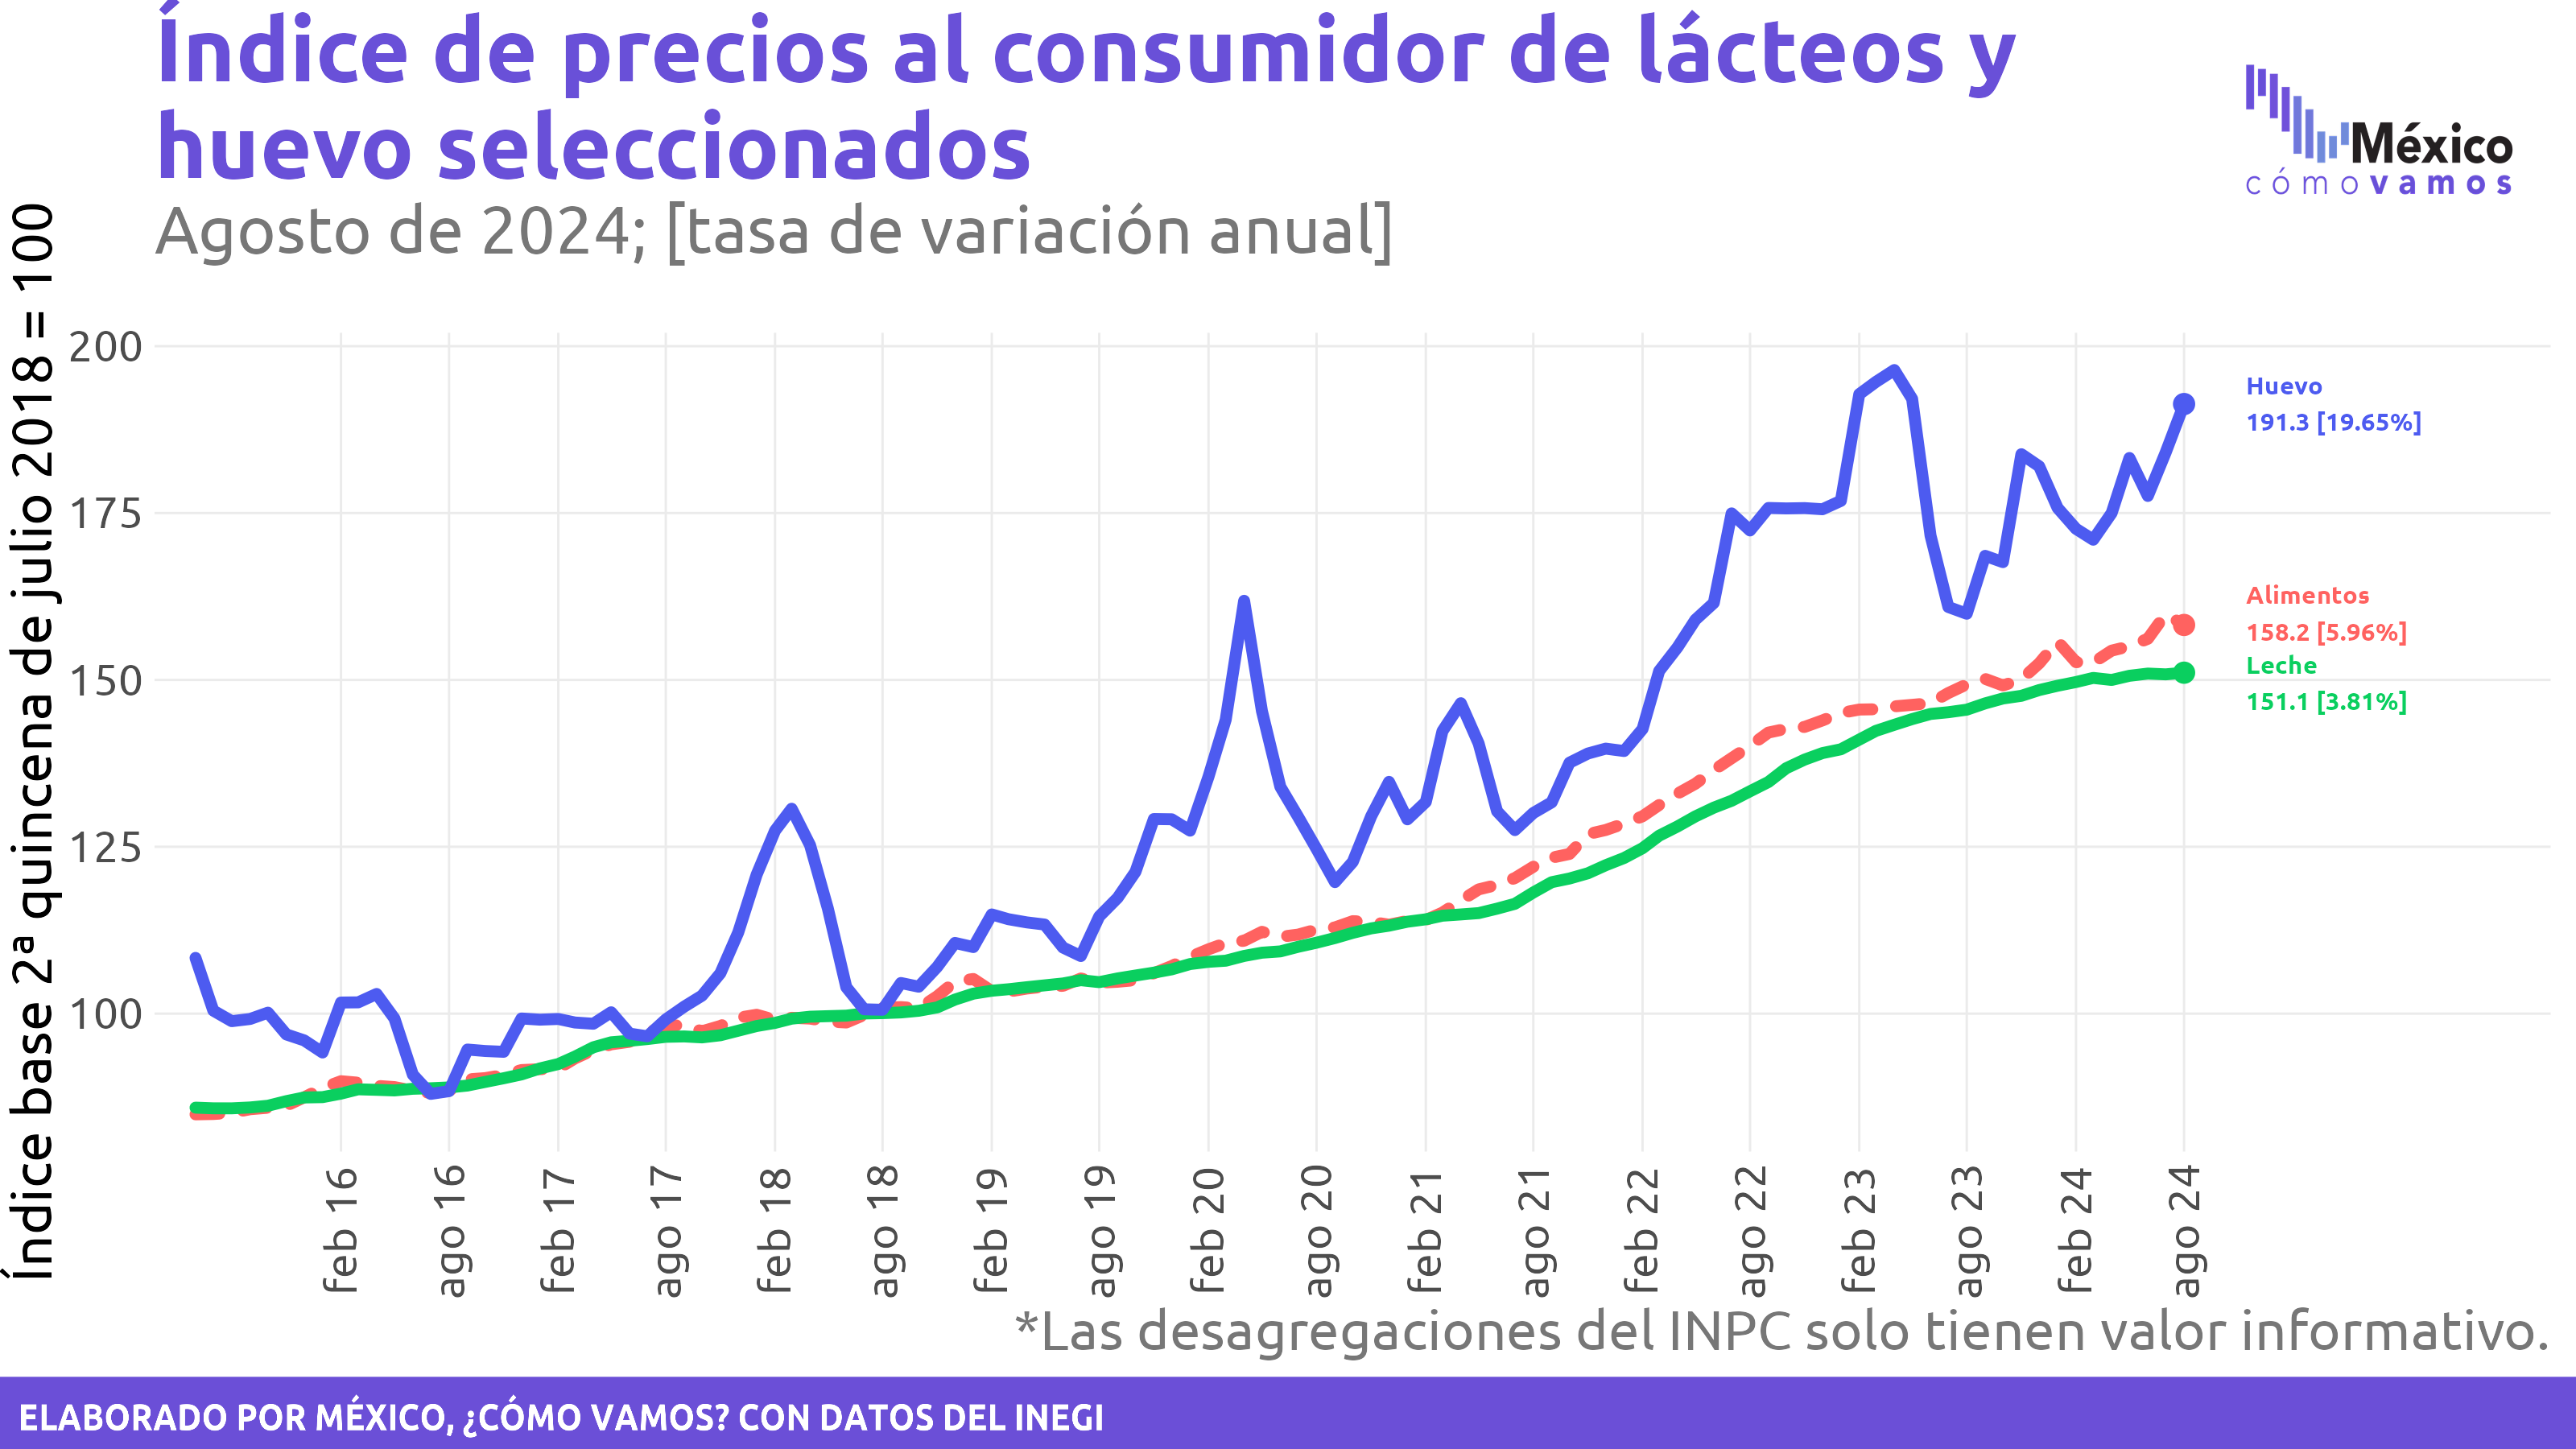 Índice de precios al consumidor de lácteos y
huevo seleccionados
Agosto de 2024; [tasa de variación anual]
México
cómovamos
Índice base 2ª quincena de julio 2018 = 100
200
175
150
125
100
Huevo
191.3 [19.65%]
Alimentos
158.2 [5.96%]
Leche
151.1 [3.81%]
feb 16
ago 16
feb 17
ago 17
feb 18
ago 18
feb 19
ago 19
feb 20
ago 20
feb 21
ago 21
feb 22
ago 22
feb 23
ago 23
feb 24
ago 24
*Las desagregaciones del INPC solo tienen valor informativo.
ELABORADO POR MÉXICO, ¿CÓMO VAMOS? CON DATOS DEL INEGI